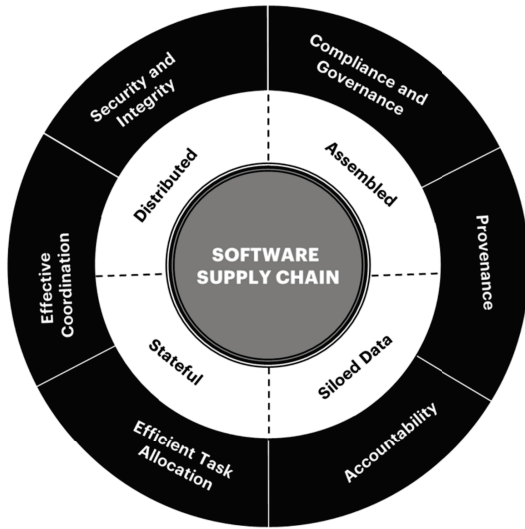 Security and
Integrity
Compliance and
Governance
Distributed
Assembled
Effective
Coordination
SOFTWARE
SUPPLY CHAIN
Provenance
Stateful
Siloed Data
Efficient Task
Allocation
Accountability